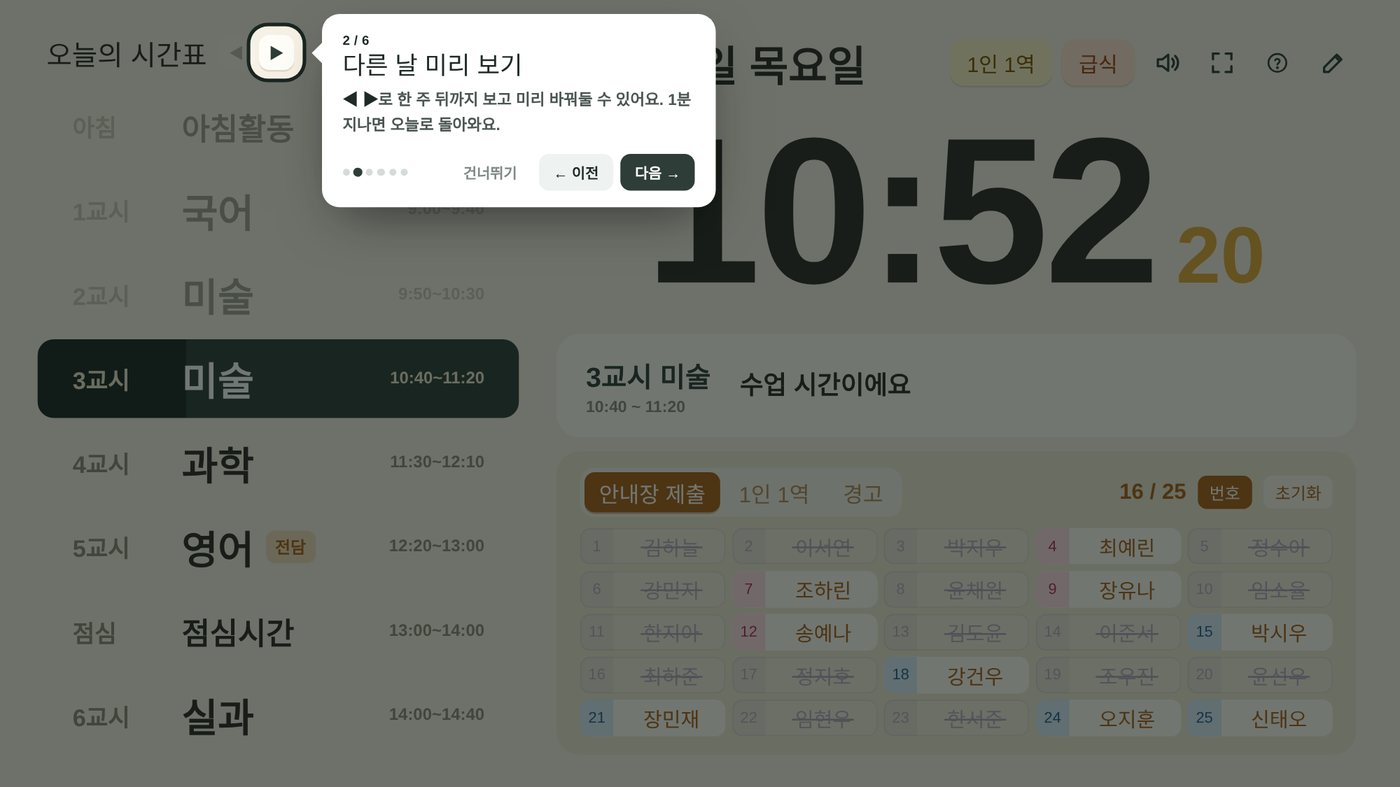 오늘의 시간표
◀ ▶
2 / 6
다른 날 미리 보기
◀ ▶로 한 주 뒤까지 보고 미리 바꿔둘 수 있어요. 1분
지나면 오늘로 돌아와요.
건너뛰기
← 이전
다음 →
일 목요일
1인 1역
급식
10:52 20
아침 아침활동
1교시 국어 9:00~9:40
2교시 미술 9:50~10:30
3교시 미술 10:40~11:20
4교시 과학 11:30~12:10
5교시 영어 전담 12:20~13:00
점심 점심시간 13:00~14:00
6교시 실과 14:00~14:40
3교시 미술 수업 시간이에요
10:40 ~ 11:20
안내장 제출 1인 1역 경고 16 / 25 번호 초기화
1 김하늘 2 이서연 3 박지우 4 최예린 5 정수아
6 강민지 7 조하린 8 윤채원 9 장유나 10 임소율
11 한지아 12 송예나 13 김도윤 14 이준서 15 박시우
16 최하준 17 정지호 18 강건우 19 조우진 20 윤선우
21 장민재 22 임현우 23 한서준 24 오지훈 25 신태오